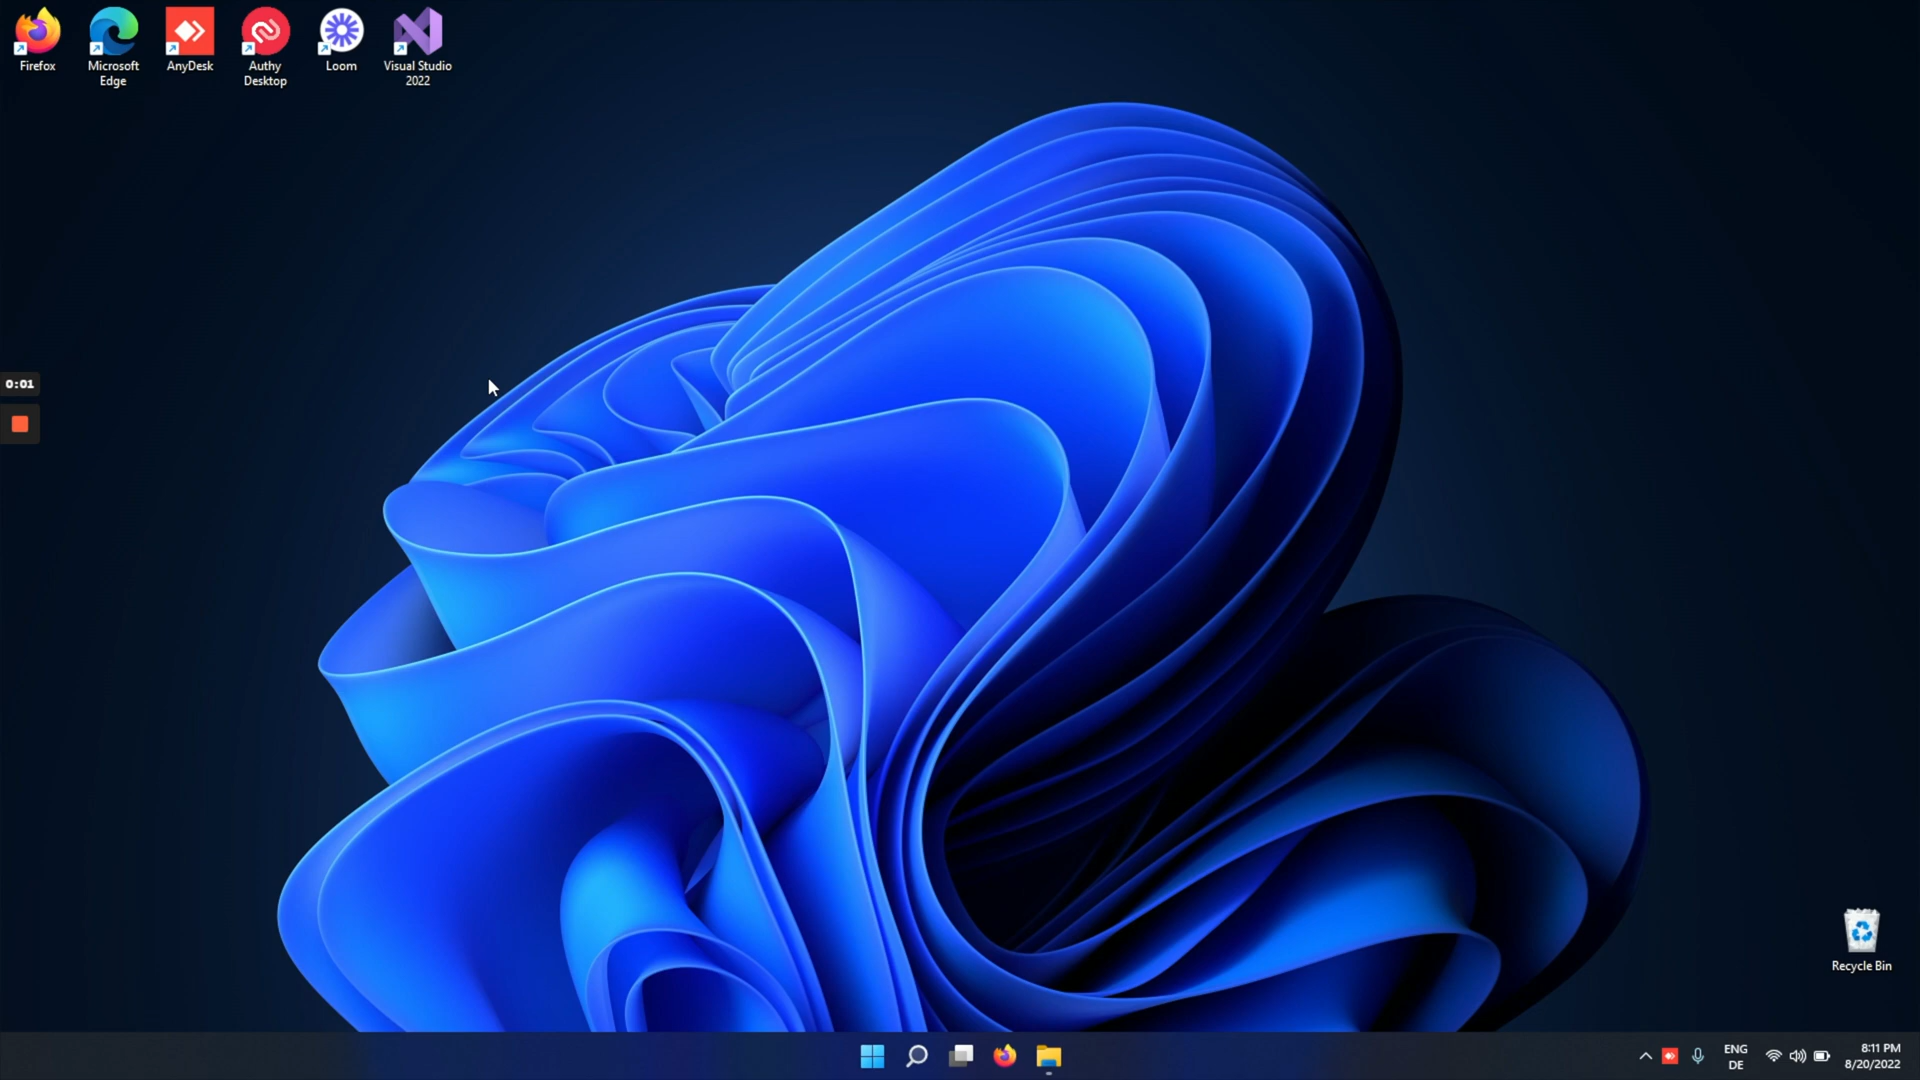 Firefox
Microsoft
Edge
AnyDesk
Authy
Desktop
Loom
Visual Studio
2022
0:01
Recycle Bin
ENG
DE
8:11 PM
8/20/2022